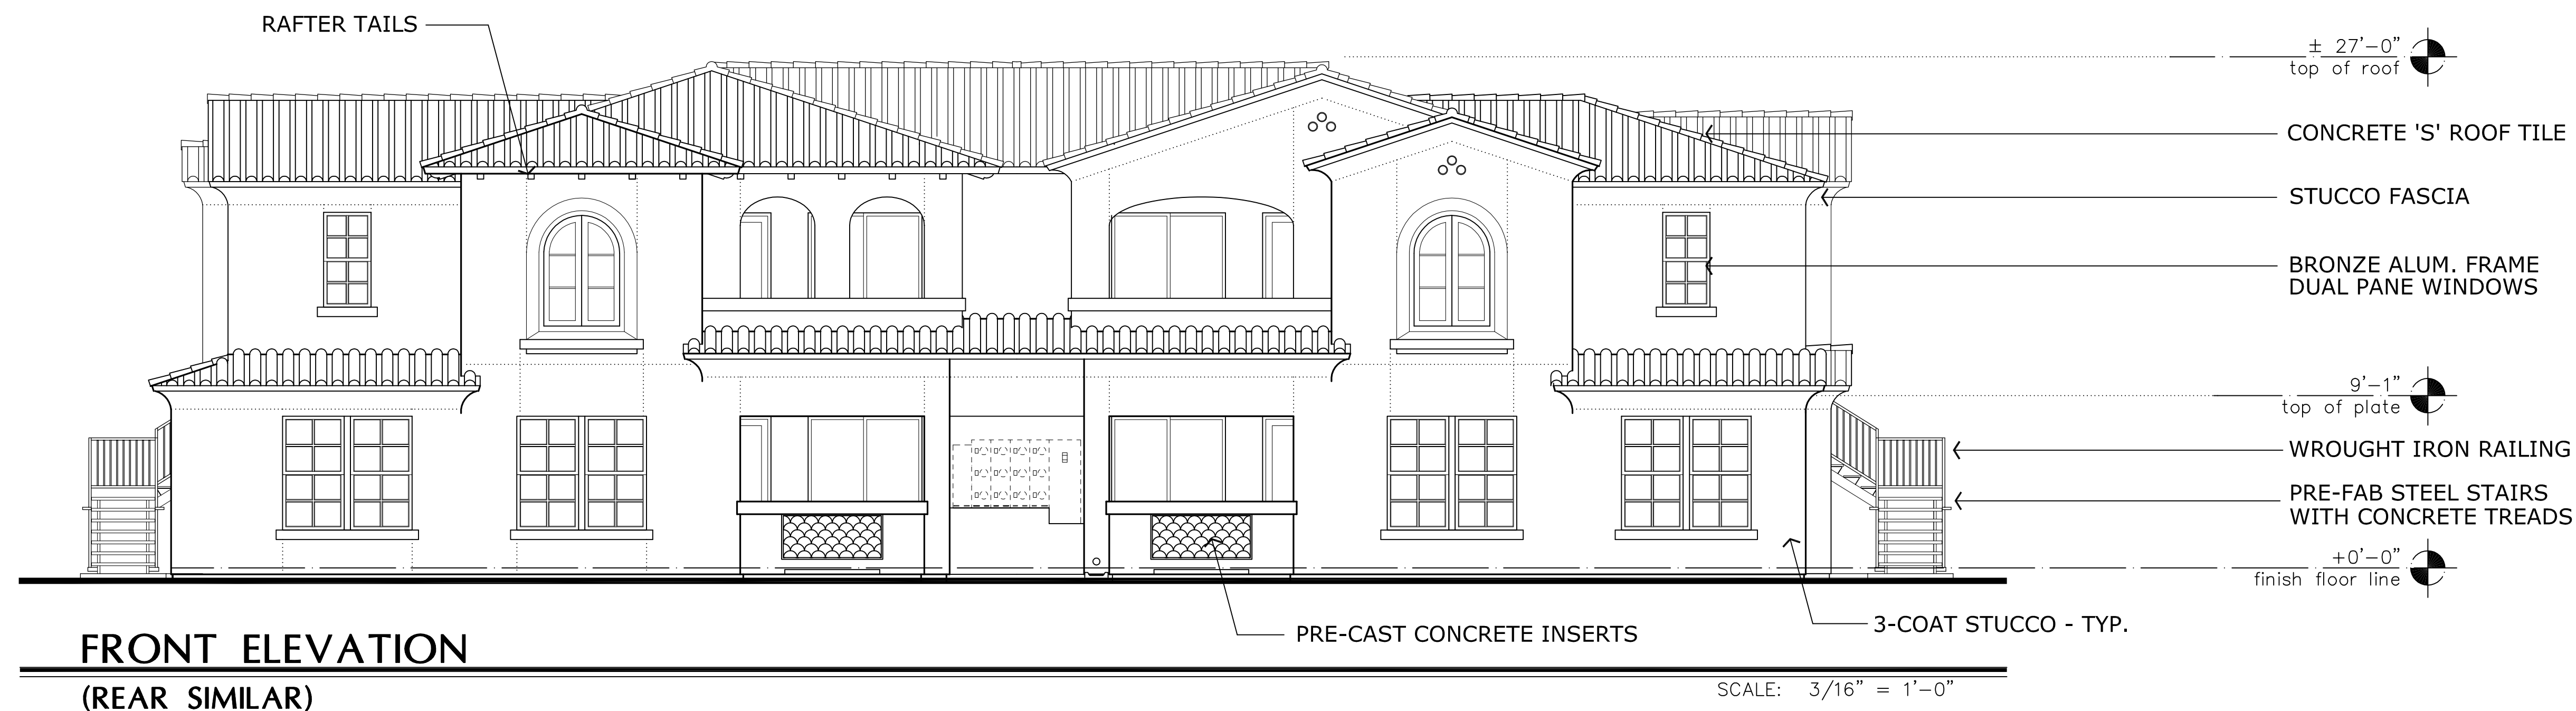 RAFTER TAILS
± 27'-0"
top of roof
CONCRETE 'S' ROOF TILE
STUCCO FASCIA
BRONZE ALUM. FRAME
DUAL PANE WINDOWS
9'-1"
top of plate
WROUGHT IRON RAILING
PRE-FAB STEEL STAIRS
WITH CONCRETE TREADS
+0'-0"
finish floor line
PRE-CAST CONCRETE INSERTS
3-COAT STUCCO - TYP.
FRONT ELEVATION
(REAR SIMILAR)
SCALE: 3/16" = 1'-0"